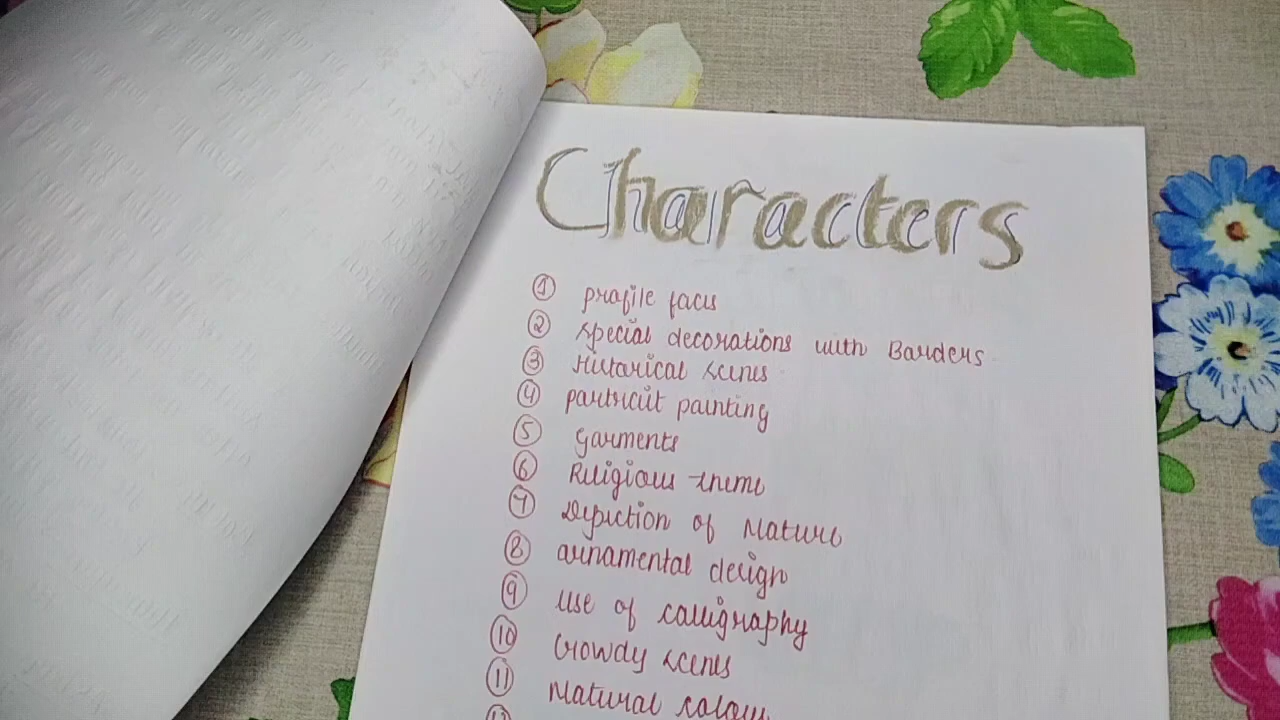 Characters
① profile faces
② special decorations with Borders
③ Historical scenes
④ portrait painting
⑤ garments
⑥ Religious theme
⑦ Depiction of Nature
⑧ ornamental design
⑨ use of calligraphy
⑩ Crowdy scenes
⑪ Natural colour